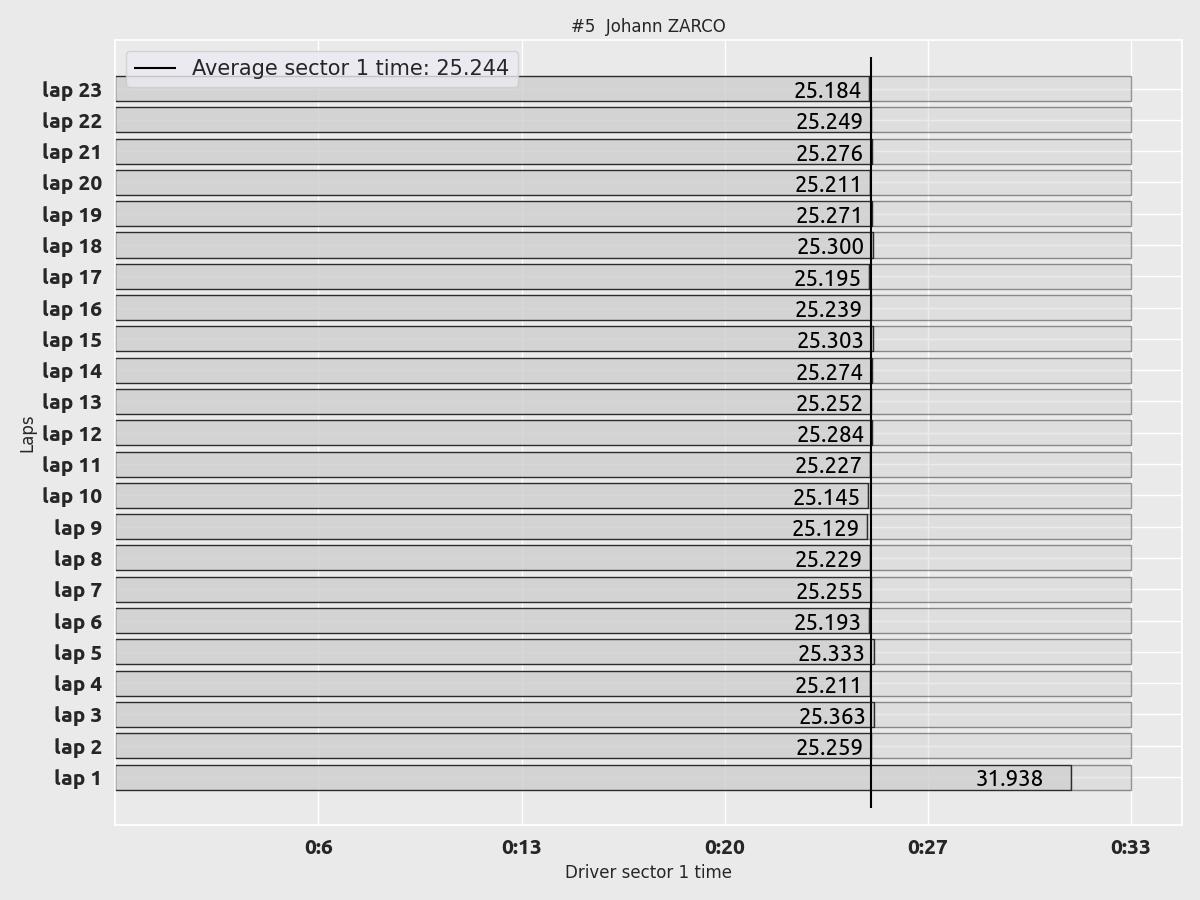 #5  Johann ZARCO
Average sector 1 time: 25.244
lap 23 25.184
lap 22 25.249
lap 21 25.276
lap 20 25.211
lap 19 25.271
lap 18 25.300
lap 17 25.195
lap 16 25.239
lap 15 25.303
lap 14 25.274
lap 13 25.252
lap 12 25.284
lap 11 25.227
lap 10 25.145
lap 9 25.129
lap 8 25.229
lap 7 25.255
lap 6 25.193
lap 5 25.333
lap 4 25.211
lap 3 25.363
lap 2 25.259
lap 1 31.938
Laps
0:6 0:13 0:20 0:27 0:33
Driver sector 1 time